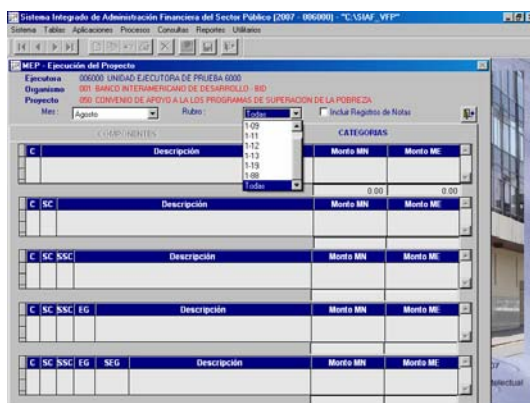 Sistema Integrado de Administración Financiera del Sector Público (2007 - 006000) - "C:\SIAF_VFP"
Sistema Tablas Aplicaciones Procesos Consultas Reportes Utilitarios
MEP - Ejecución del Proyecto
Ejecutora 006000 UNIDAD EJECUTORA DE PRUEBA 6000
Organismo 001 BANCO INTERAMERICANO DE DESARROLLO - BID
Proyecto 050 CONVENIO DE APOYO A LA LOS PROGRAMAS DE SUPERACION DE LA POBREZA
Mes : Agosto Rubro : Todas Incluir Registros de Notas
1-09
1-11
1-12
1-13
1-19
1-88
Todas
COMPONENTES CATEGORIAS
C Descripción Monto MN Monto ME
0.00 0.00
C SC Descripción Monto MN Monto ME
C SC SSC Descripción Monto MN Monto ME
C SC SSC EG Descripción Monto MN Monto ME
C SC SSC EG SEG Descripción Monto MN Monto ME